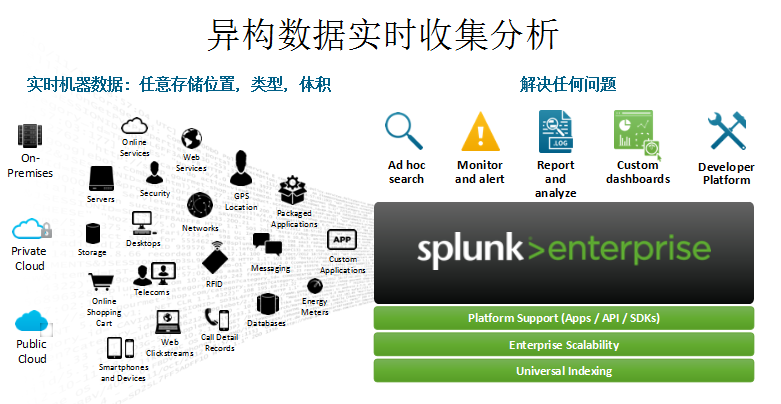 异构数据实时收集分析
实时机器数据：任意存储位置，类型，体积
解决任何问题
On-
Premises
Private
Cloud
Public
Cloud
Online
Services
Web
Services
Servers
Security
GPS
Location
Packaged
Applications
Storage
Desktops
Networks
APP
Custom
Applications
Messaging
Telecoms
RFID
Online
Shopping
Cart
Energy
Meters
Databases
Web
Clickstreams
Call Detail
Records
Smartphones
and Devices
Ad hoc
search
Monitor
and alert
.LOG
Report
and
analyze
Custom
dashboards
Developer
Platform
splunk>enterprise
Platform Support (Apps / API / SDKs)
Enterprise Scalability
Universal Indexing